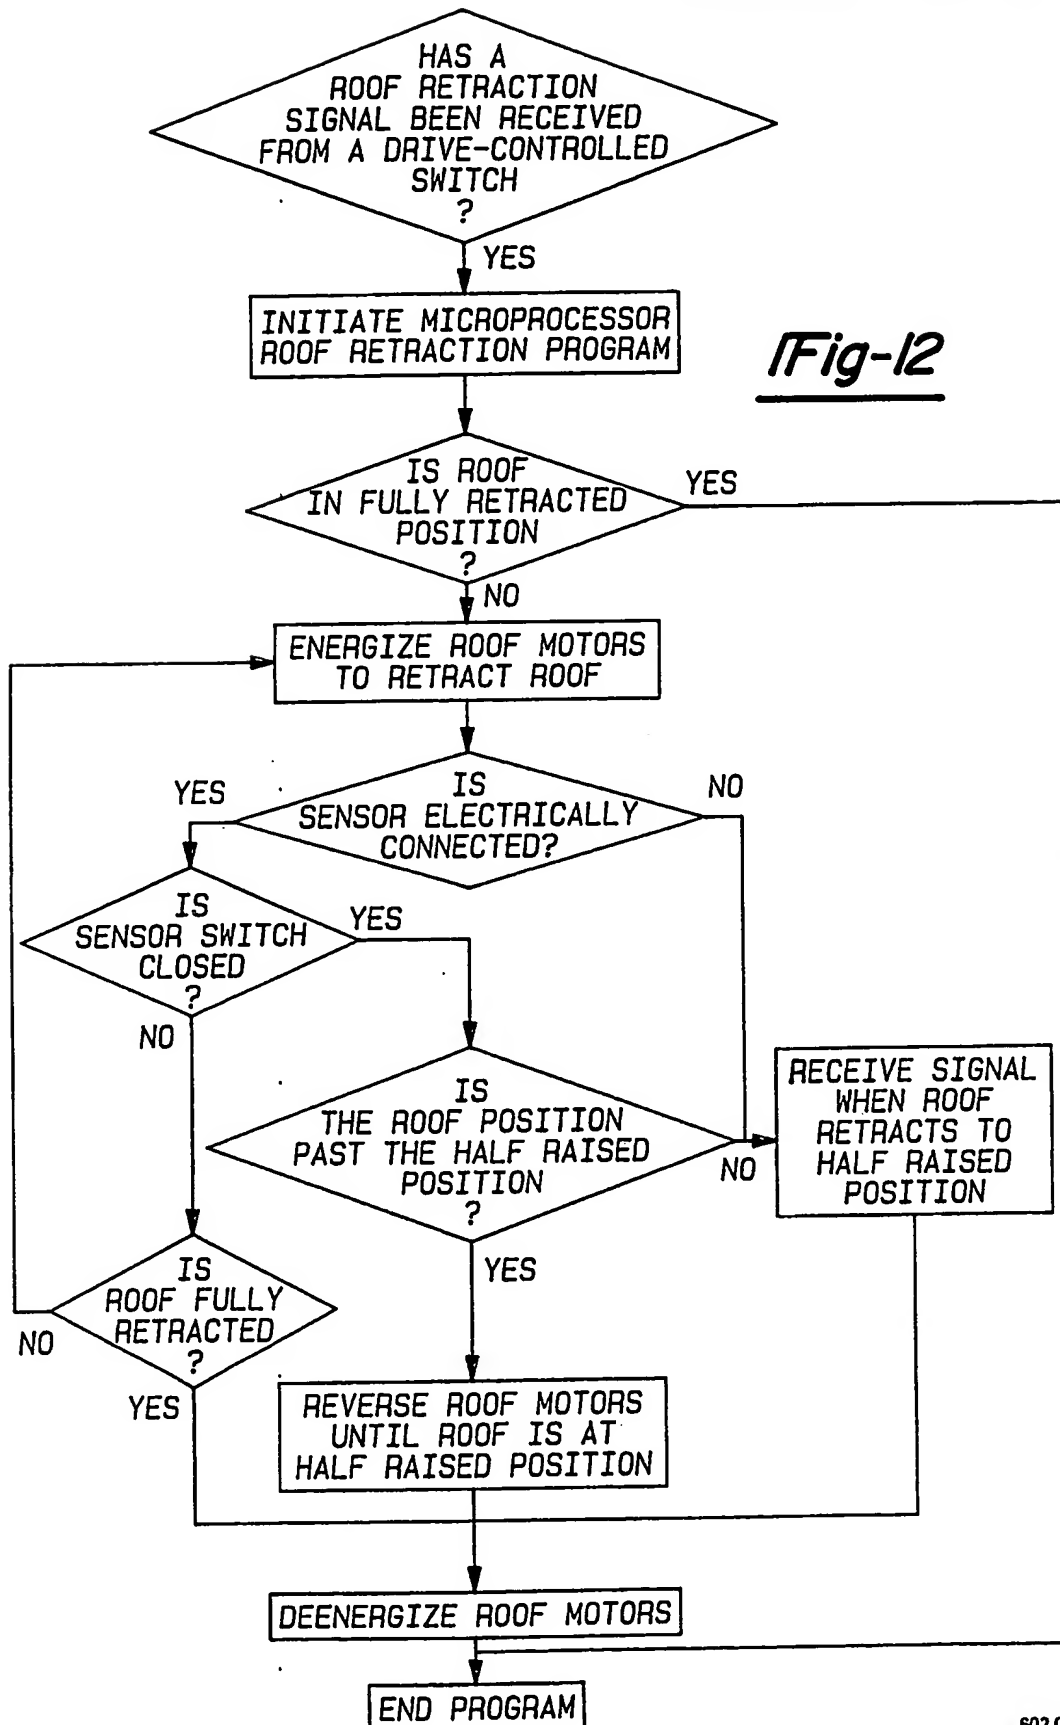 HAS A
ROOF RETRACTION
SIGNAL BEEN RECEIVED
FROM A DRIVE-CONTROLLED
SWITCH
?
YES
INITIATE MICROPROCESSOR
ROOF RETRACTION PROGRAM
Fig-12
IS ROOF
IN FULLY RETRACTED
POSITION
?
YES
NO
ENERGIZE ROOF MOTORS
TO RETRACT ROOF
IS
SENSOR ELECTRICALLY
CONNECTED?
YES
NO
IS
SENSOR SWITCH
CLOSED
?
YES
NO
IS
THE ROOF POSITION
PAST THE HALF RAISED
POSITION
?
NO
YES
RECEIVE SIGNAL
WHEN ROOF
RETRACTS TO
HALF RAISED
POSITION
IS
ROOF FULLY
RETRACTED
?
NO
YES
REVERSE ROOF MOTORS
UNTIL ROOF IS AT
HALF RAISED POSITION
DEENERGIZE ROOF MOTORS
END PROGRAM